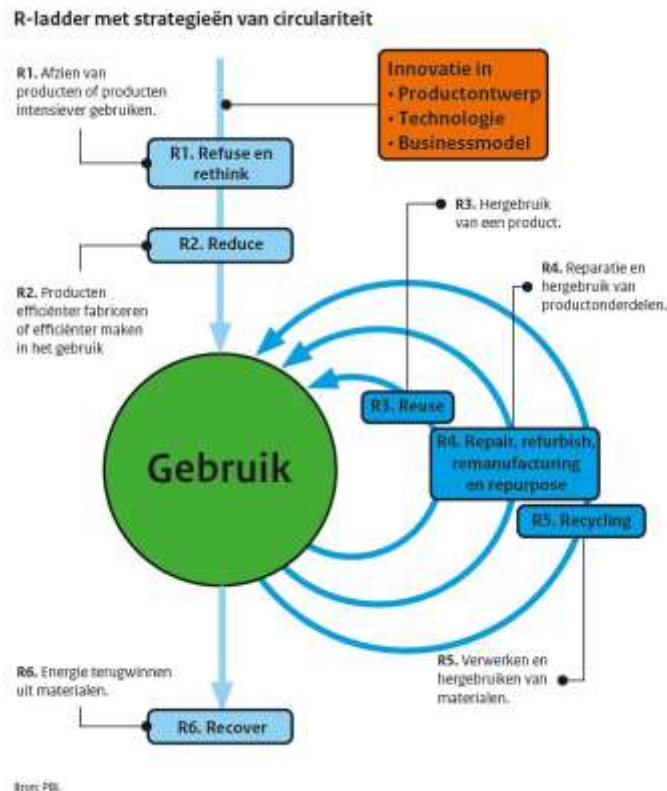 R-ladder met strategieën van circulariteit
R1. Afzien van
producten of producten
intensiever gebruiken.
Innovatie in
• Productontwerp
• Technologie
• Businessmodel
R1. Refuse en
rethink
R3. Hergebruik
van een product.
R2. Reduce
R4. Reparatie en
hergebruik van
productonderdelen.
R2. Producten
efficiënter fabriceren
of efficiënter maken
in het gebruik
R3. Reuse
Gebruik
R4. Repair, refurbish,
remanufacturing
en repurpose
R5. Recycling
R6. Energie terugwinnen
uit materialen.
R5. Verwerken en
hergebruiken van
materialen.
R6. Recover
Bron: PBL